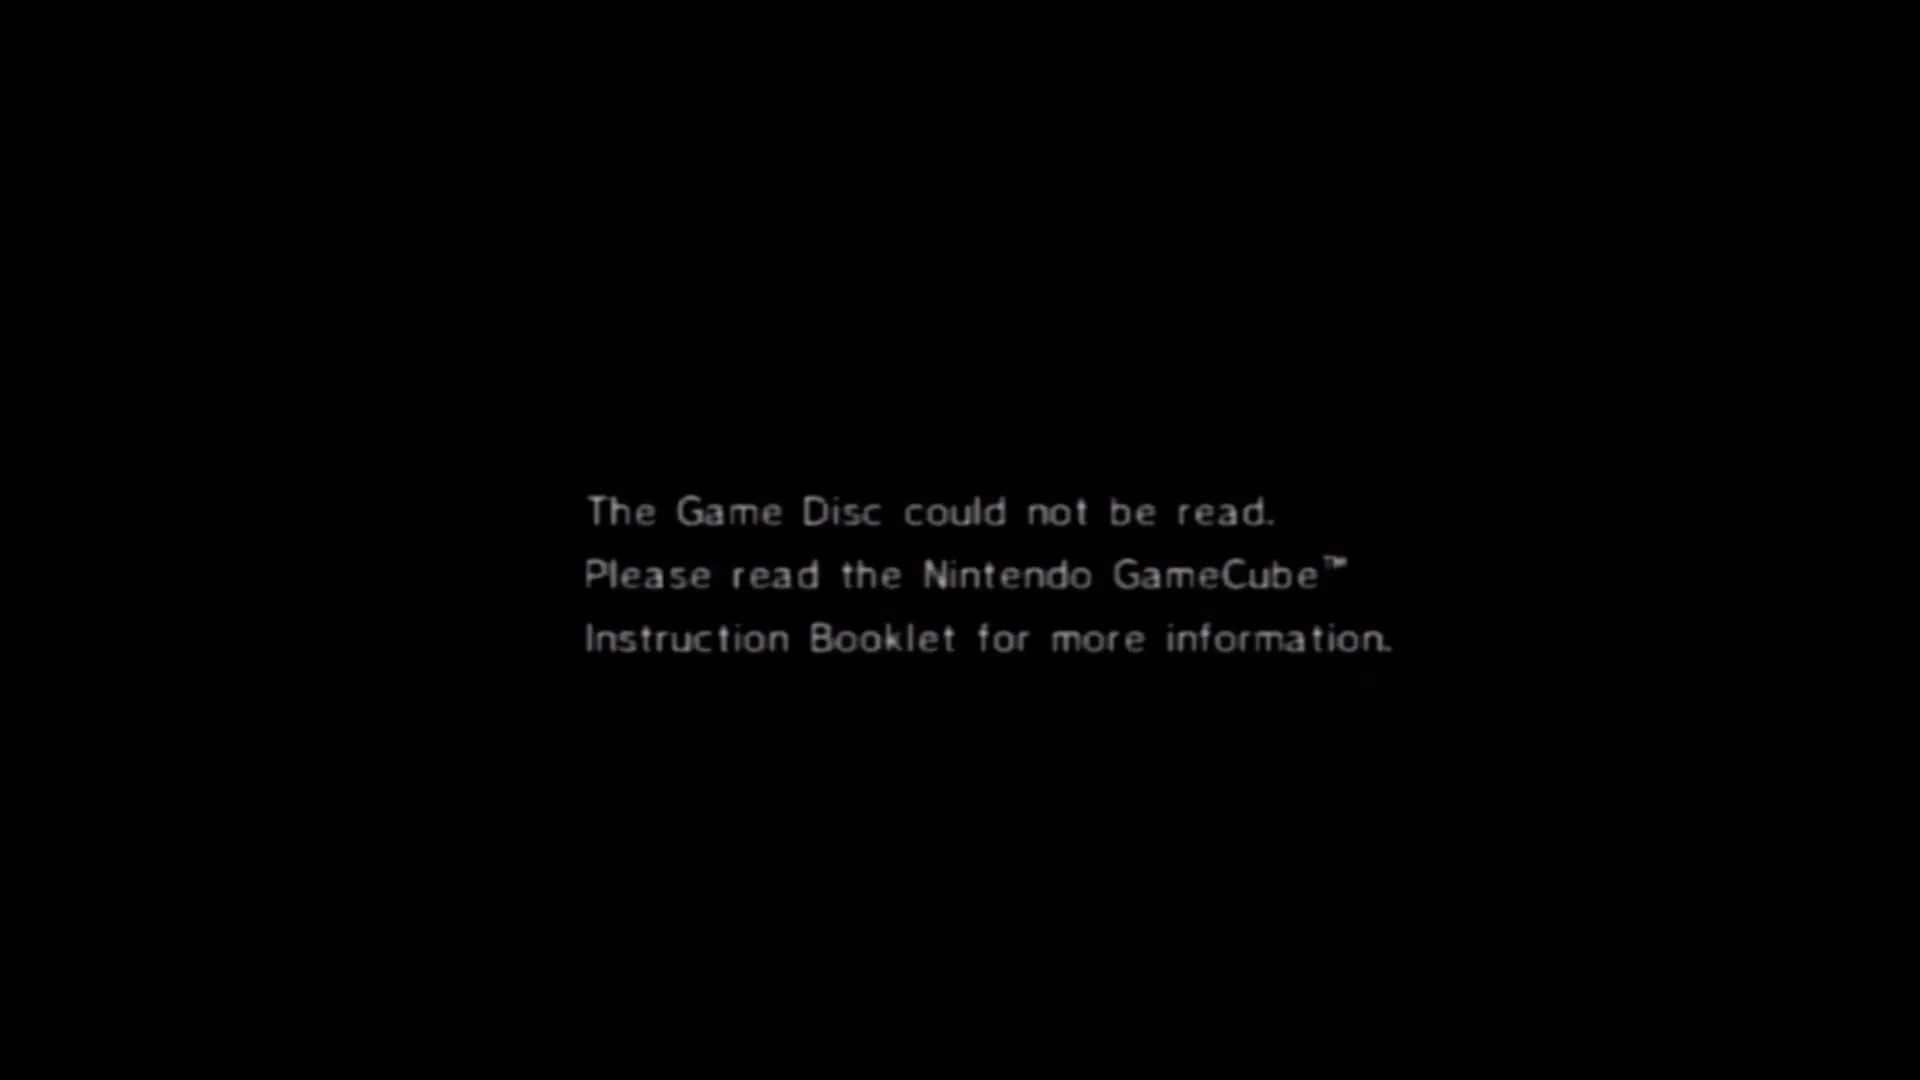 The Game Disc could not be read.
Please read the Nintendo GameCube™
Instruction Booklet for more information.